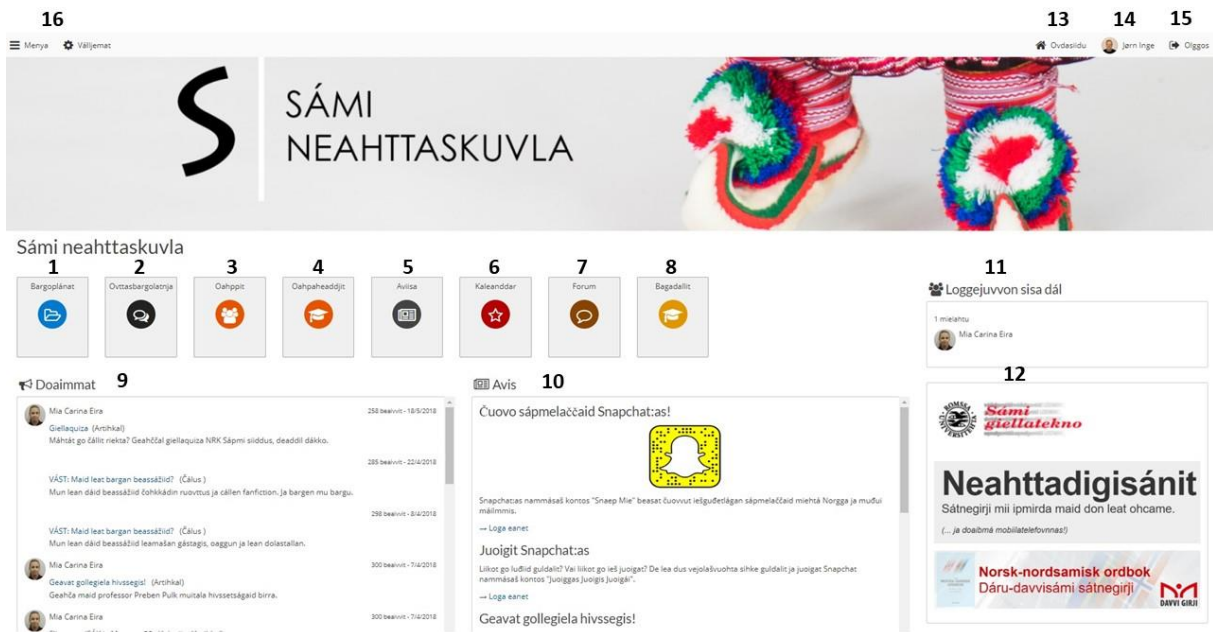 16
13
14
15
Menya
Válljemat
Ovdasiidu
Jørn Inge
Olggos
SÁMI
NEAHTTASKUVLA
Sámi neahttaskuvla
1
2
3
4
5
6
7
8
Bargoplánat
Ovttasbargolatnja
Oahppit
Oahpaheaddjit
Aviisa
Kaleanddar
Forum
Bagadallit
11
Loggejuvvon sisa dál
1 mielahtu
Mia Carina Eira
Doaimmat
9
Mia Carina Eira
258 beaivvit - 18/5/2018
Giellaquiza (Artihkal)
Máhtát go čállit riekta? Geahččal giellaquiza NRK Sápmi siiddus, deaddil dákko.
285 beaivvit - 22/4/2018
VÁST: Maid leat bargan beassážiid? (Čálus )
Mun lean dáid beassážiid čohkkádin ruovttus ja cállen fanfiction. Ja bargen mu bargu.
298 beaivvit - 8/4/2018
VÁST: Maid leat bargan beassážiid? (Čálus )
Mun lean dáid beassážiid leamašan gástagis, oaggun ja lean dolastallan.
Mia Carina Eira
300 beaivvit - 7/4/2018
Geavat gollegiela hivssegis! (Artihkal)
Geahča maid professor Preben Pulk muitala hivssetságaid birra.
Mia Carina Eira
300 beaivvit - 7/4/2018
Avis
10
Čuovo sápmelaččaid Snapchat:as!
Snapchat:as nammásaš kontos "Snaep Mie" beasat čuovvut iešguđetlágan sápmelaččaid miehtá Norgga ja muđui
máilmmis.
→ Loga eanet
Juoigit Snapchat:as
Liikot go luđiid guldalit? Vai liikot go ieš juoigat? De lea dus vejolašvuohta sihke guldalit ja juoigat Snapchat
nammásaš kontos "Juoiggas Juoigis Juoigái".
→ Loga eanet
Geavat gollegiela hivssegis!
12
Sámi
giellatekno
Neahttadigisánit
Sátnegirji mii ipmirda maid don leat ohcame.
(... ja doaibmá mobiilatelefovnnas!)
Norsk-nordsamisk ordbok
Dáru-davvisámi sátnegirji
DAVVI GIRJI